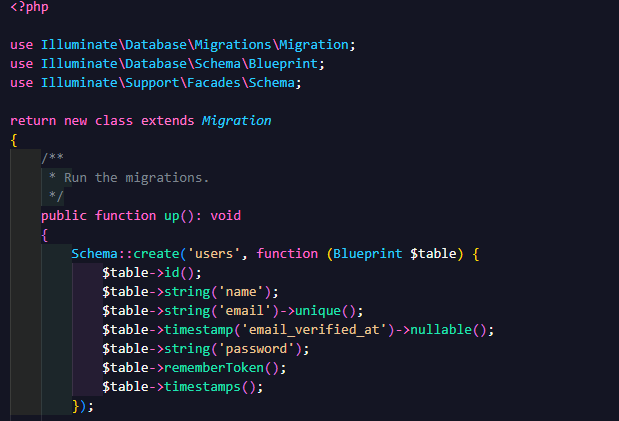 <?php
use Illuminate\Database\Migrations\Migration;
use Illuminate\Database\Schema\Blueprint;
use Illuminate\Support\Facades\Schema;
return new class extends Migration
{
/**
* Run the migrations.
*/
public function up(): void
{
Schema::create('users', function (Blueprint $table) {
$table->id();
$table->string('name');
$table->string('email')->unique();
$table->timestamp('email_verified_at')->nullable();
$table->string('password');
$table->rememberToken();
$table->timestamps();
});